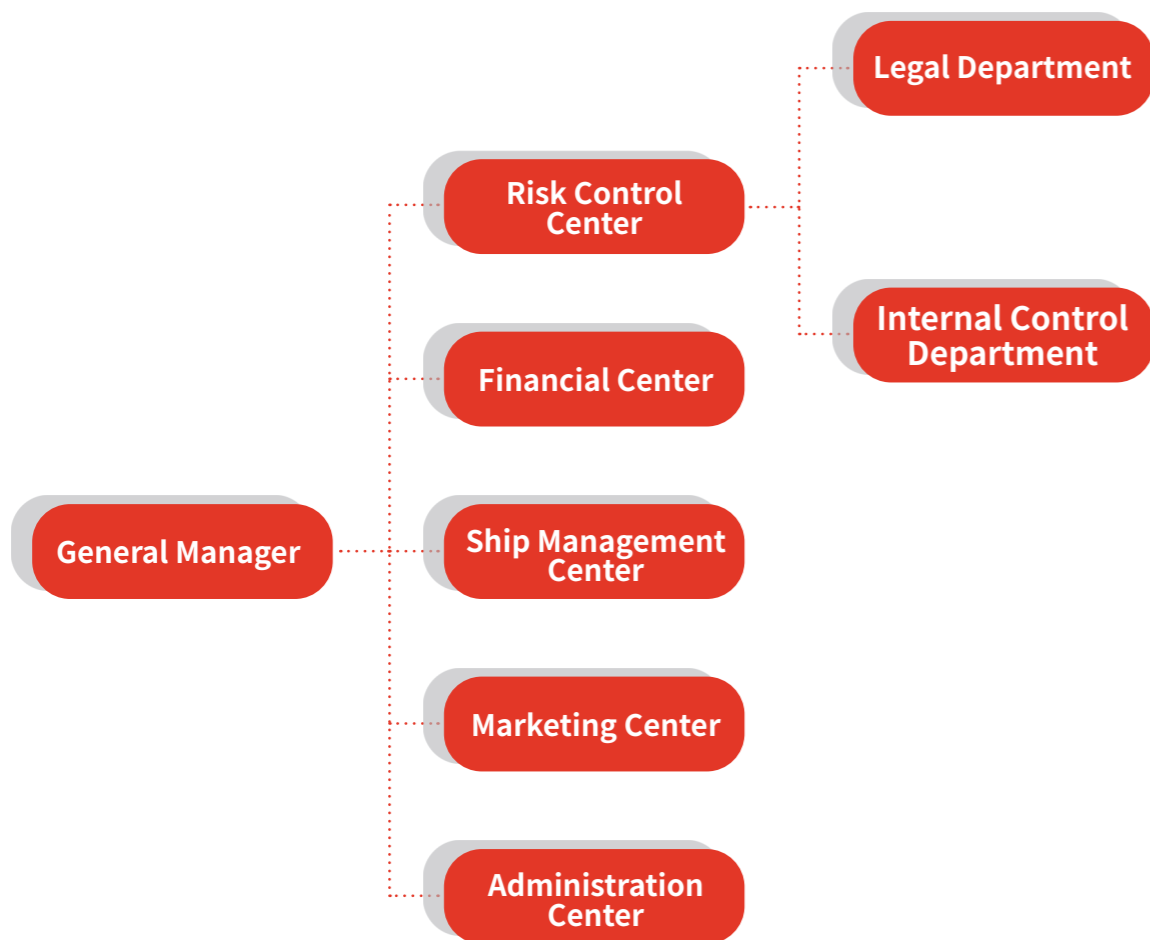 Legal Department
Risk Control
Center
Internal Control
Department
Financial Center
General Manager
Ship Management
Center
Marketing Center
Administration
Center